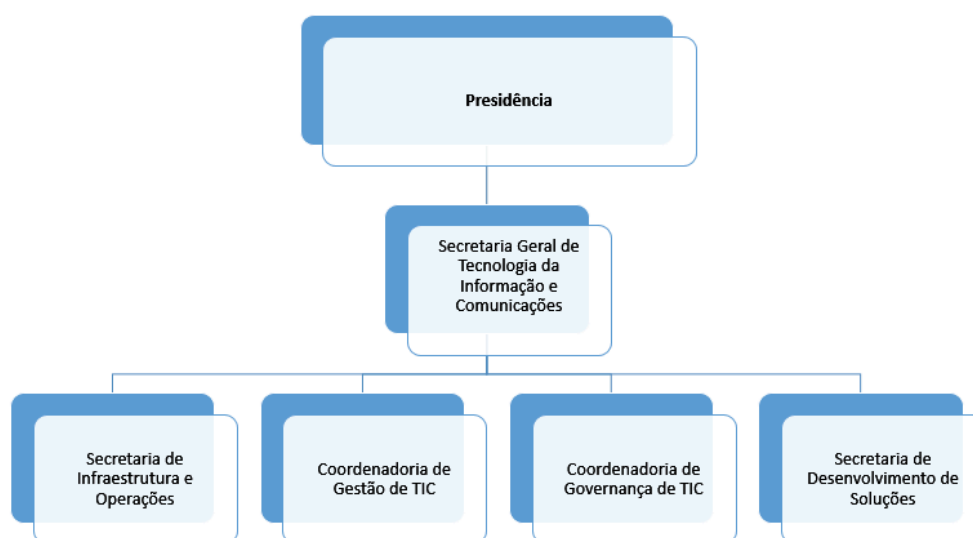 Presidência
Secretaria Geral de
Tecnologia da
Informação e
Comunicações
Secretaria de
Infraestrutura e
Operações
Coordenadoria de
Gestão de TIC
Coordenadoria de
Governança de TIC
Secretaria de
Desenvolvimento de
Soluções